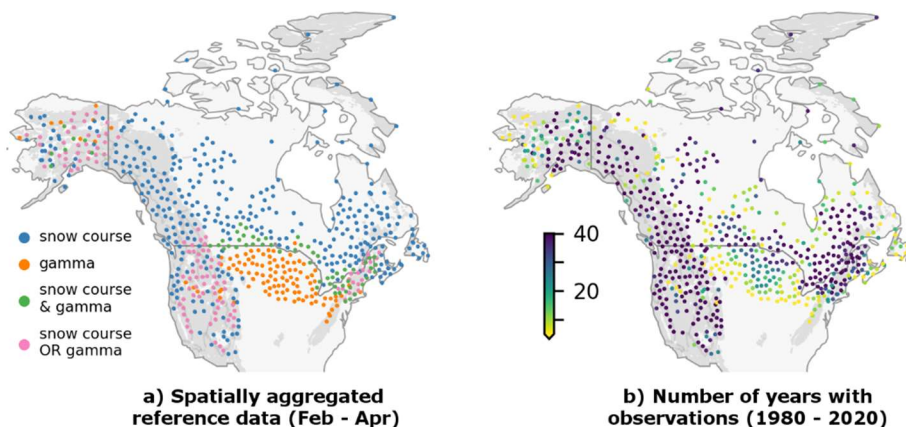 snow course
gamma
snow course
& gamma
snow course
OR gamma
a) Spatially aggregated
reference data (Feb - Apr)
40
20
b) Number of years with
observations (1980 - 2020)